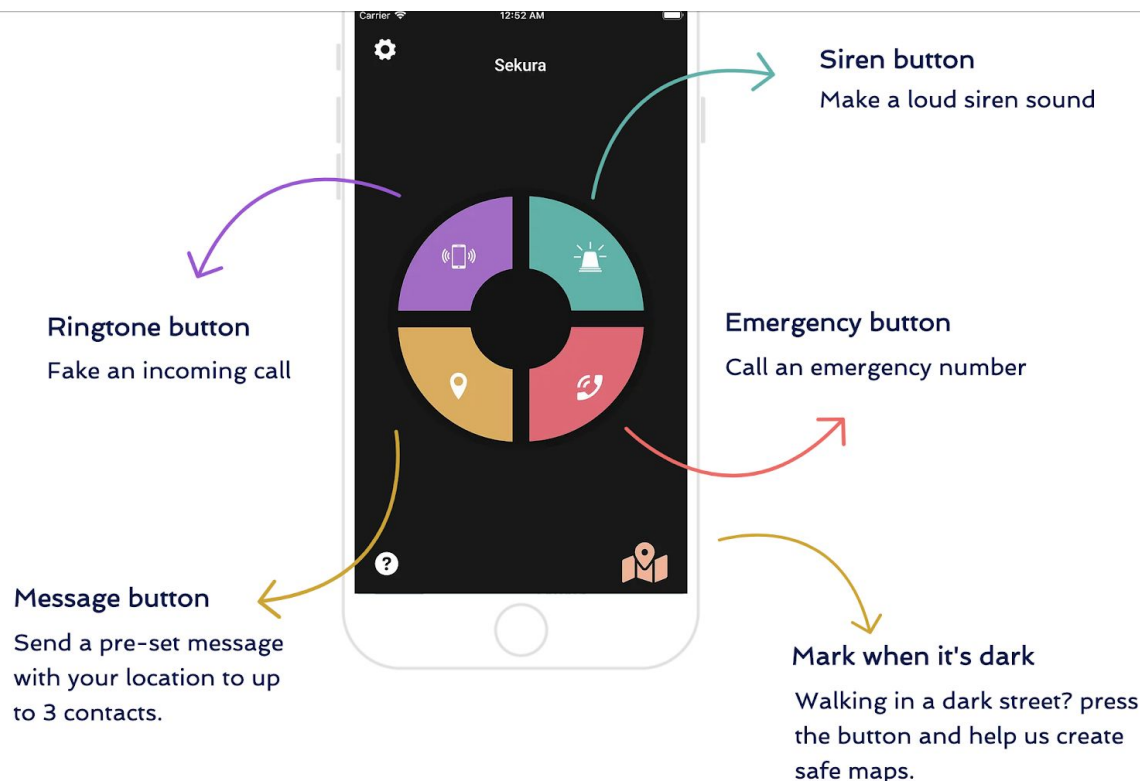 Carrier 12:52 AM
Sekura
Siren button
Make a loud siren sound
Ringtone button
Fake an incoming call
Emergency button
Call an emergency number
?
Message button
Send a pre-set message
with your location to up
to 3 contacts.
Mark when it's dark
Walking in a dark street? press
the button and help us create
safe maps.